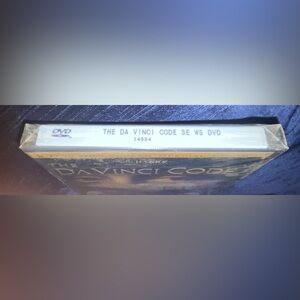 DVD
THE DA VINCI CODE SE WS DVD
14554
DA VINCI CODE